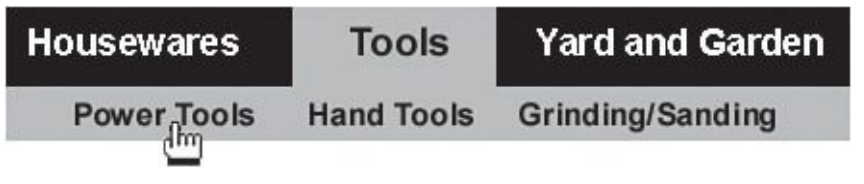 Housewares Tools Yard and Garden
Power Tools Hand Tools Grinding/Sanding